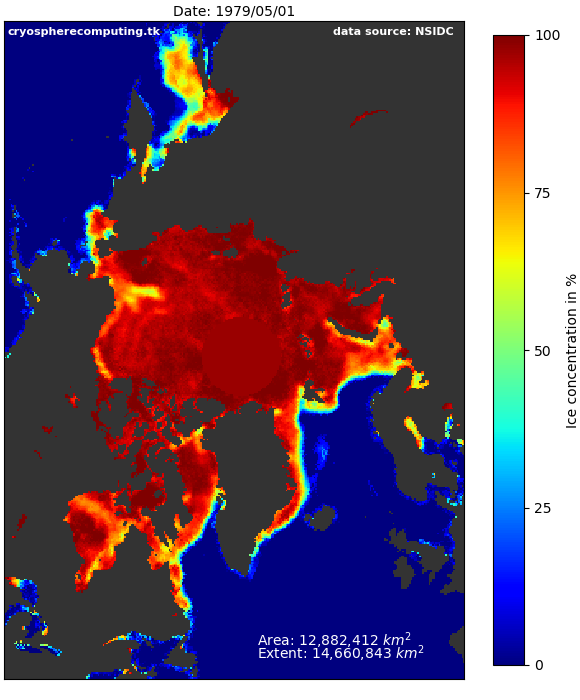 Date: 1979/05/01
cryospherecomputing.tk data source: NSIDC
100
75
50
25
0
Ice concentration in %
Area: 12,882,412 km²
Extent: 14,660,843 km²